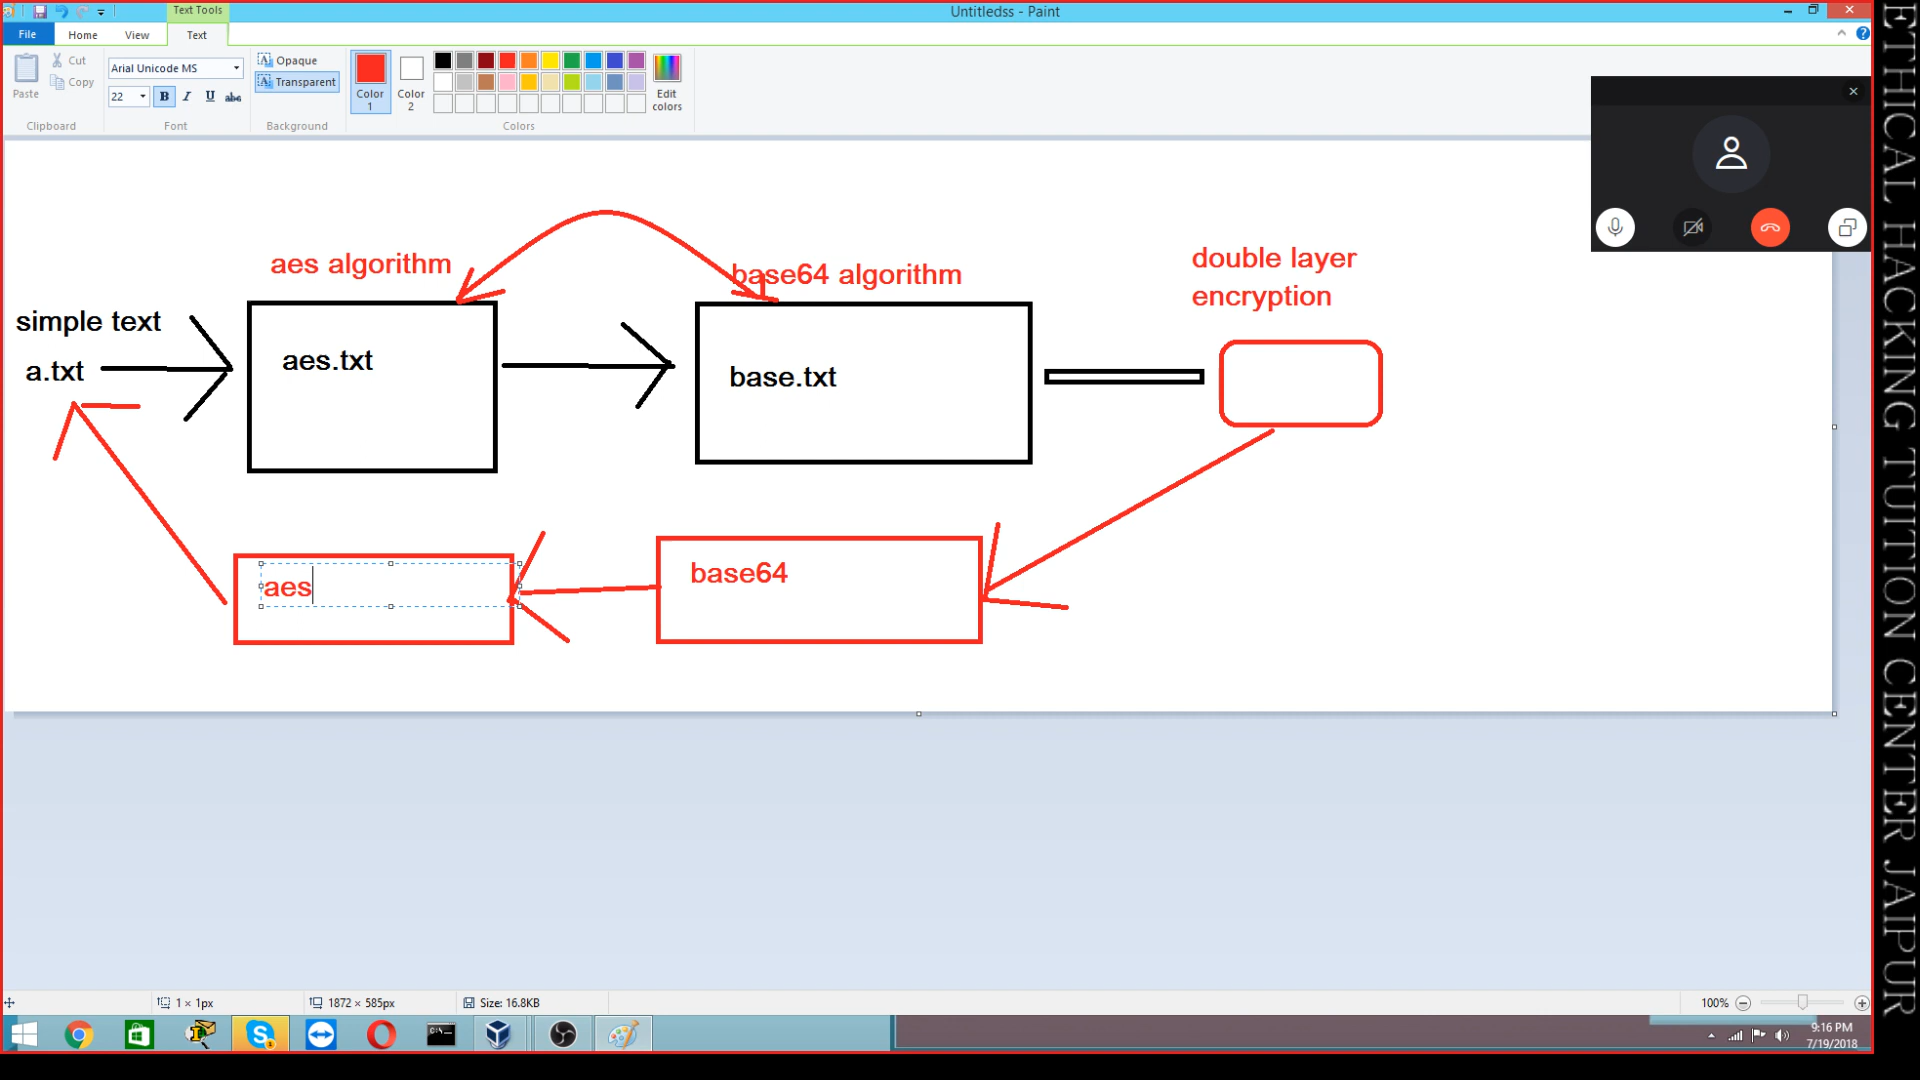 Text Tools
Untitledss - Paint
File
Home
View
Text
Paste
Cut
Copy
Clipboard
Arial Unicode MS
22
B
I
U
abc
Font
Opaque
Transparent
Background
Color
1
Color
2
Edit
colors
Colors
aes algorithm
base64 algorithm
double layer
encryption
simple text
a.txt
aes.txt
base.txt
aes
base64
1 × 1px
1872 × 585px
Size: 16.8KB
100%
9:16 PM
7/19/2018
ETHICAL HACKING TUTION CENTER JAIPUR